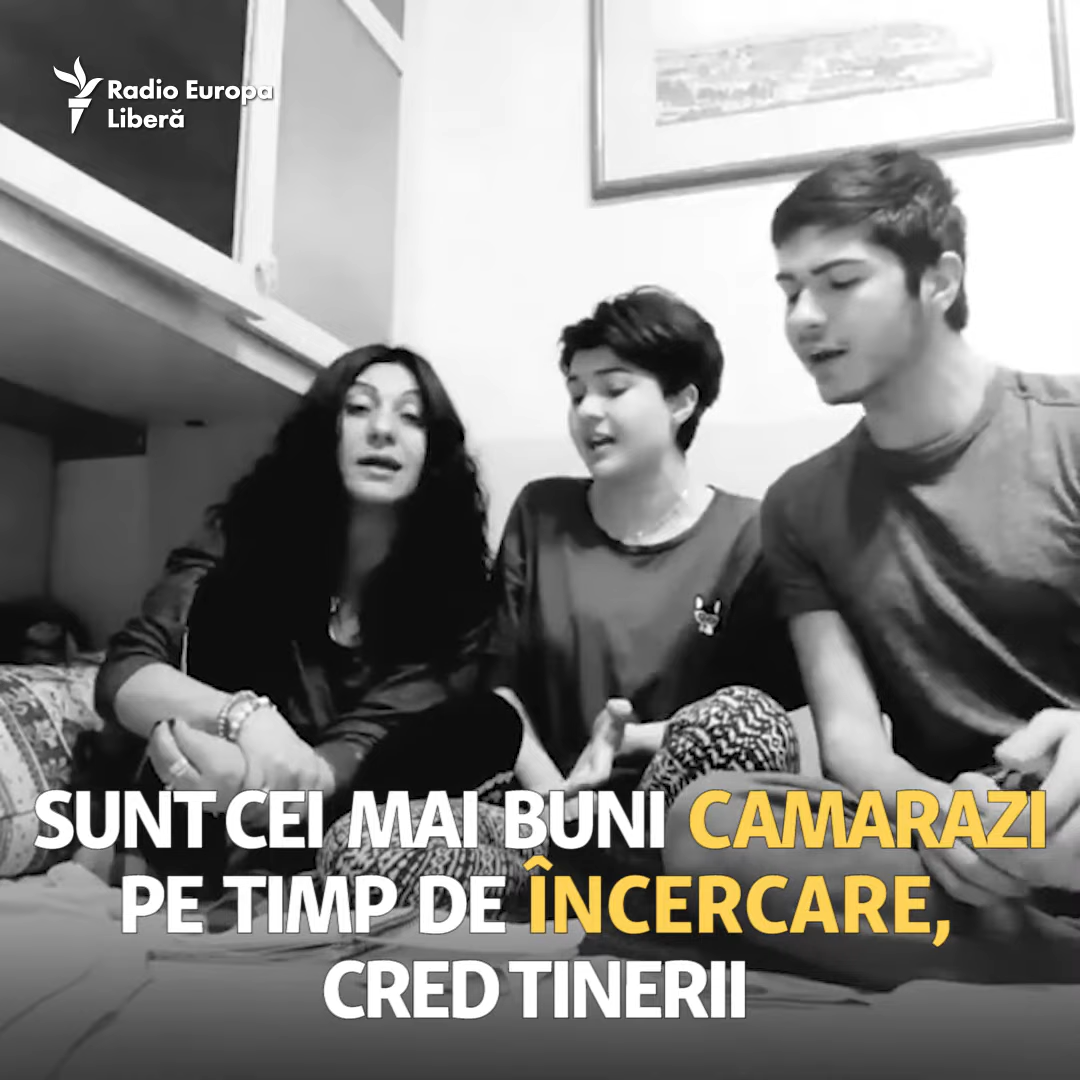 Radio Europa
Liberă
SUNT CEI MAI BUNI CAMARAZI
PE TIMP DE ÎNCERCARE,
CRED TINERII